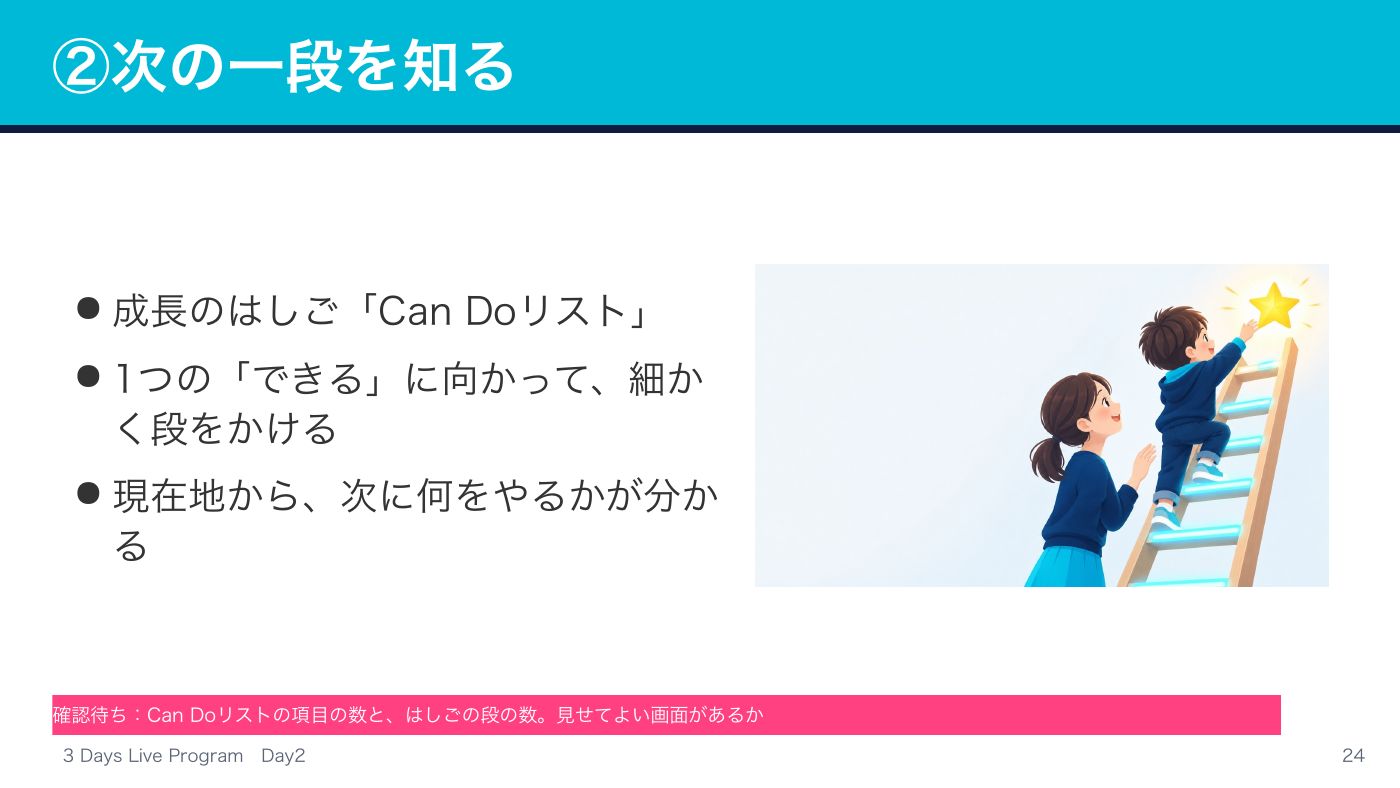 ②次の一段を知る
●成長のはしご「Can Doリスト」
●1つの「できる」に向かって、細か
く段をかける
●現在地から、次に何をやるかが分か
る
確認待ち：Can Doリストの項目の数と、はしごの段の数。見せてよい画面があるか
3 Days Live Program　Day2
24